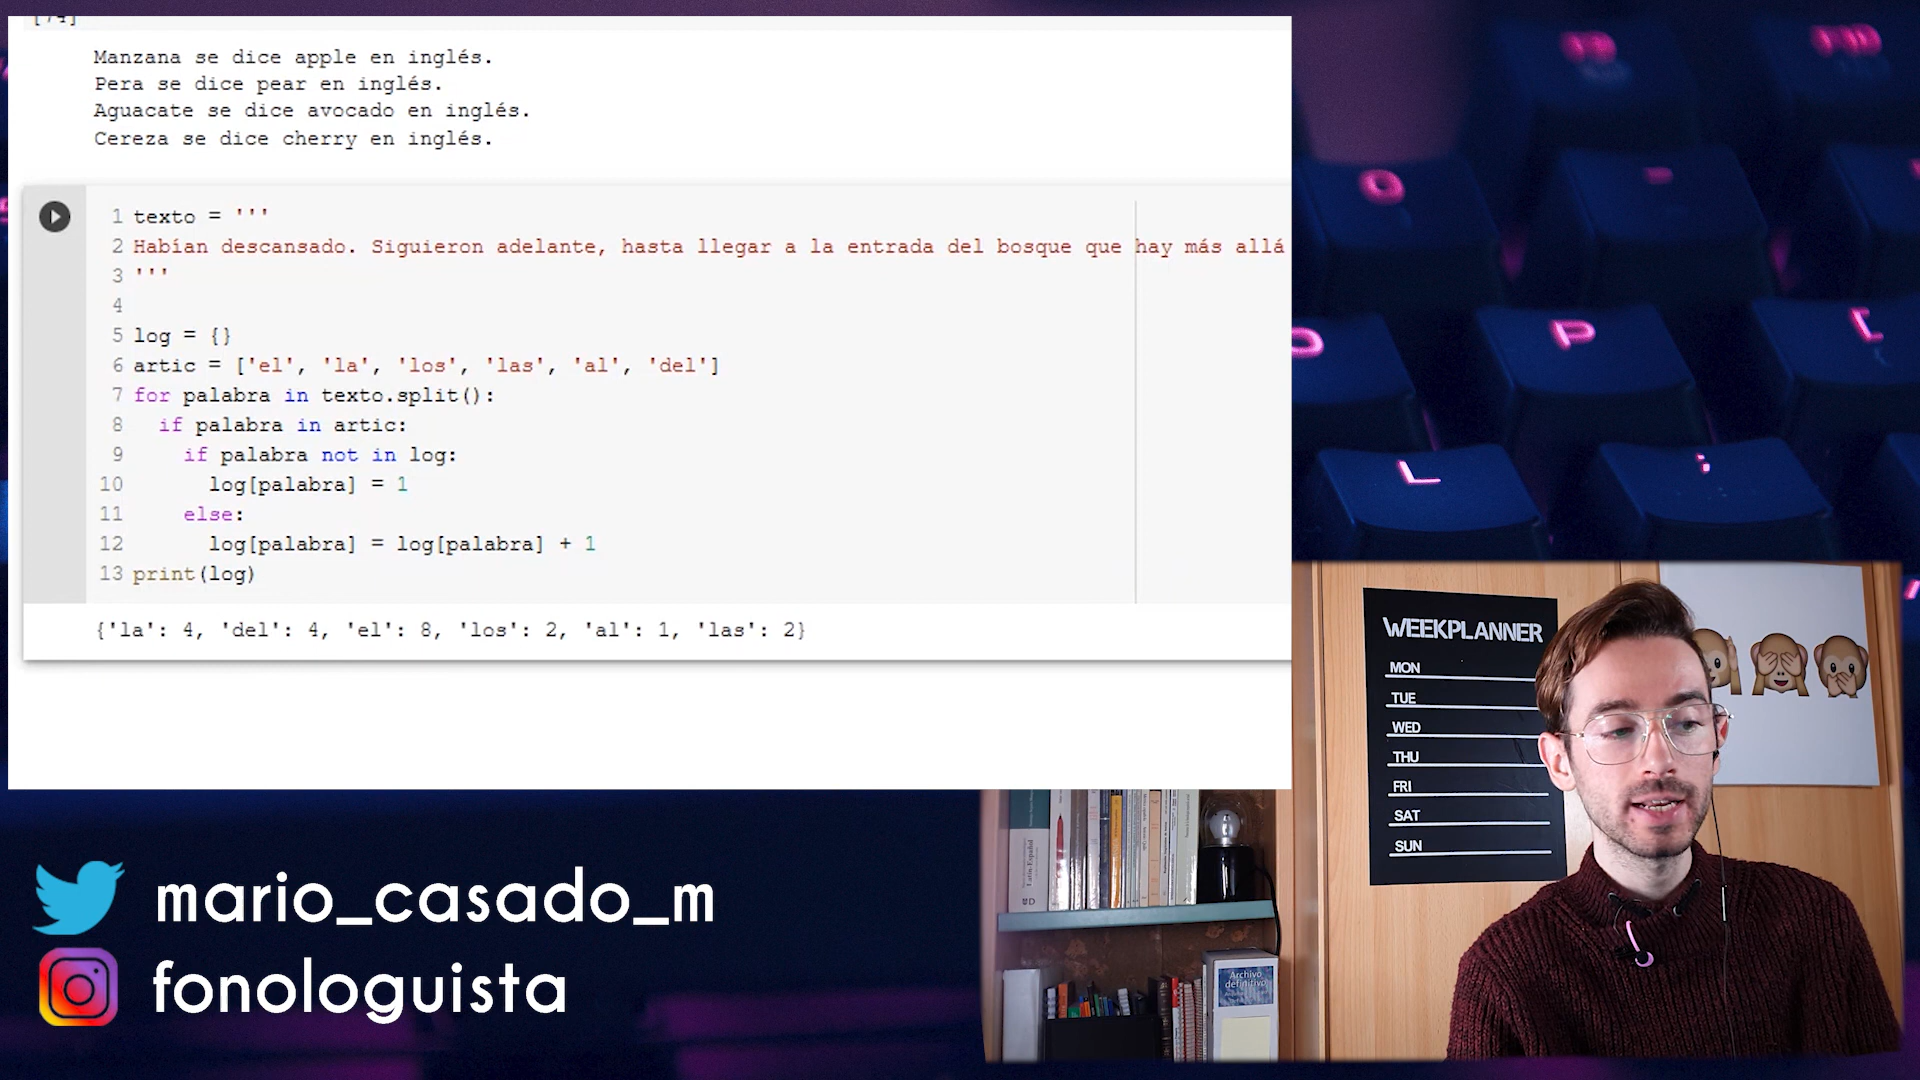 [74]
Manzana se dice apple en inglés.
Pera se dice pear en inglés.
Aguacate se dice avocado en inglés.
Cereza se dice cherry en inglés.
1 texto = '''
2 Habían descansado. Siguieron adelante, hasta llegar a la entrada del bosque que hay más allá
3 '''
4
5 log = {}
6 artic = ['el', 'la', 'los', 'las', 'al', 'del']
7 for palabra in texto.split():
8 if palabra in artic:
9 if palabra not in log:
10 log[palabra] = 1
11 else:
12 log[palabra] = log[palabra] + 1
13 print(log)
{'la': 4, 'del': 4, 'el': 8, 'los': 2, 'al': 1, 'las': 2}
O
P
[
L
;
WEEKPLANNER
MON
TUE
WED
THU
FRI
SAT
SUN
Latín-Español
Archivo
definitivo
mario_casado_m
fonologuista